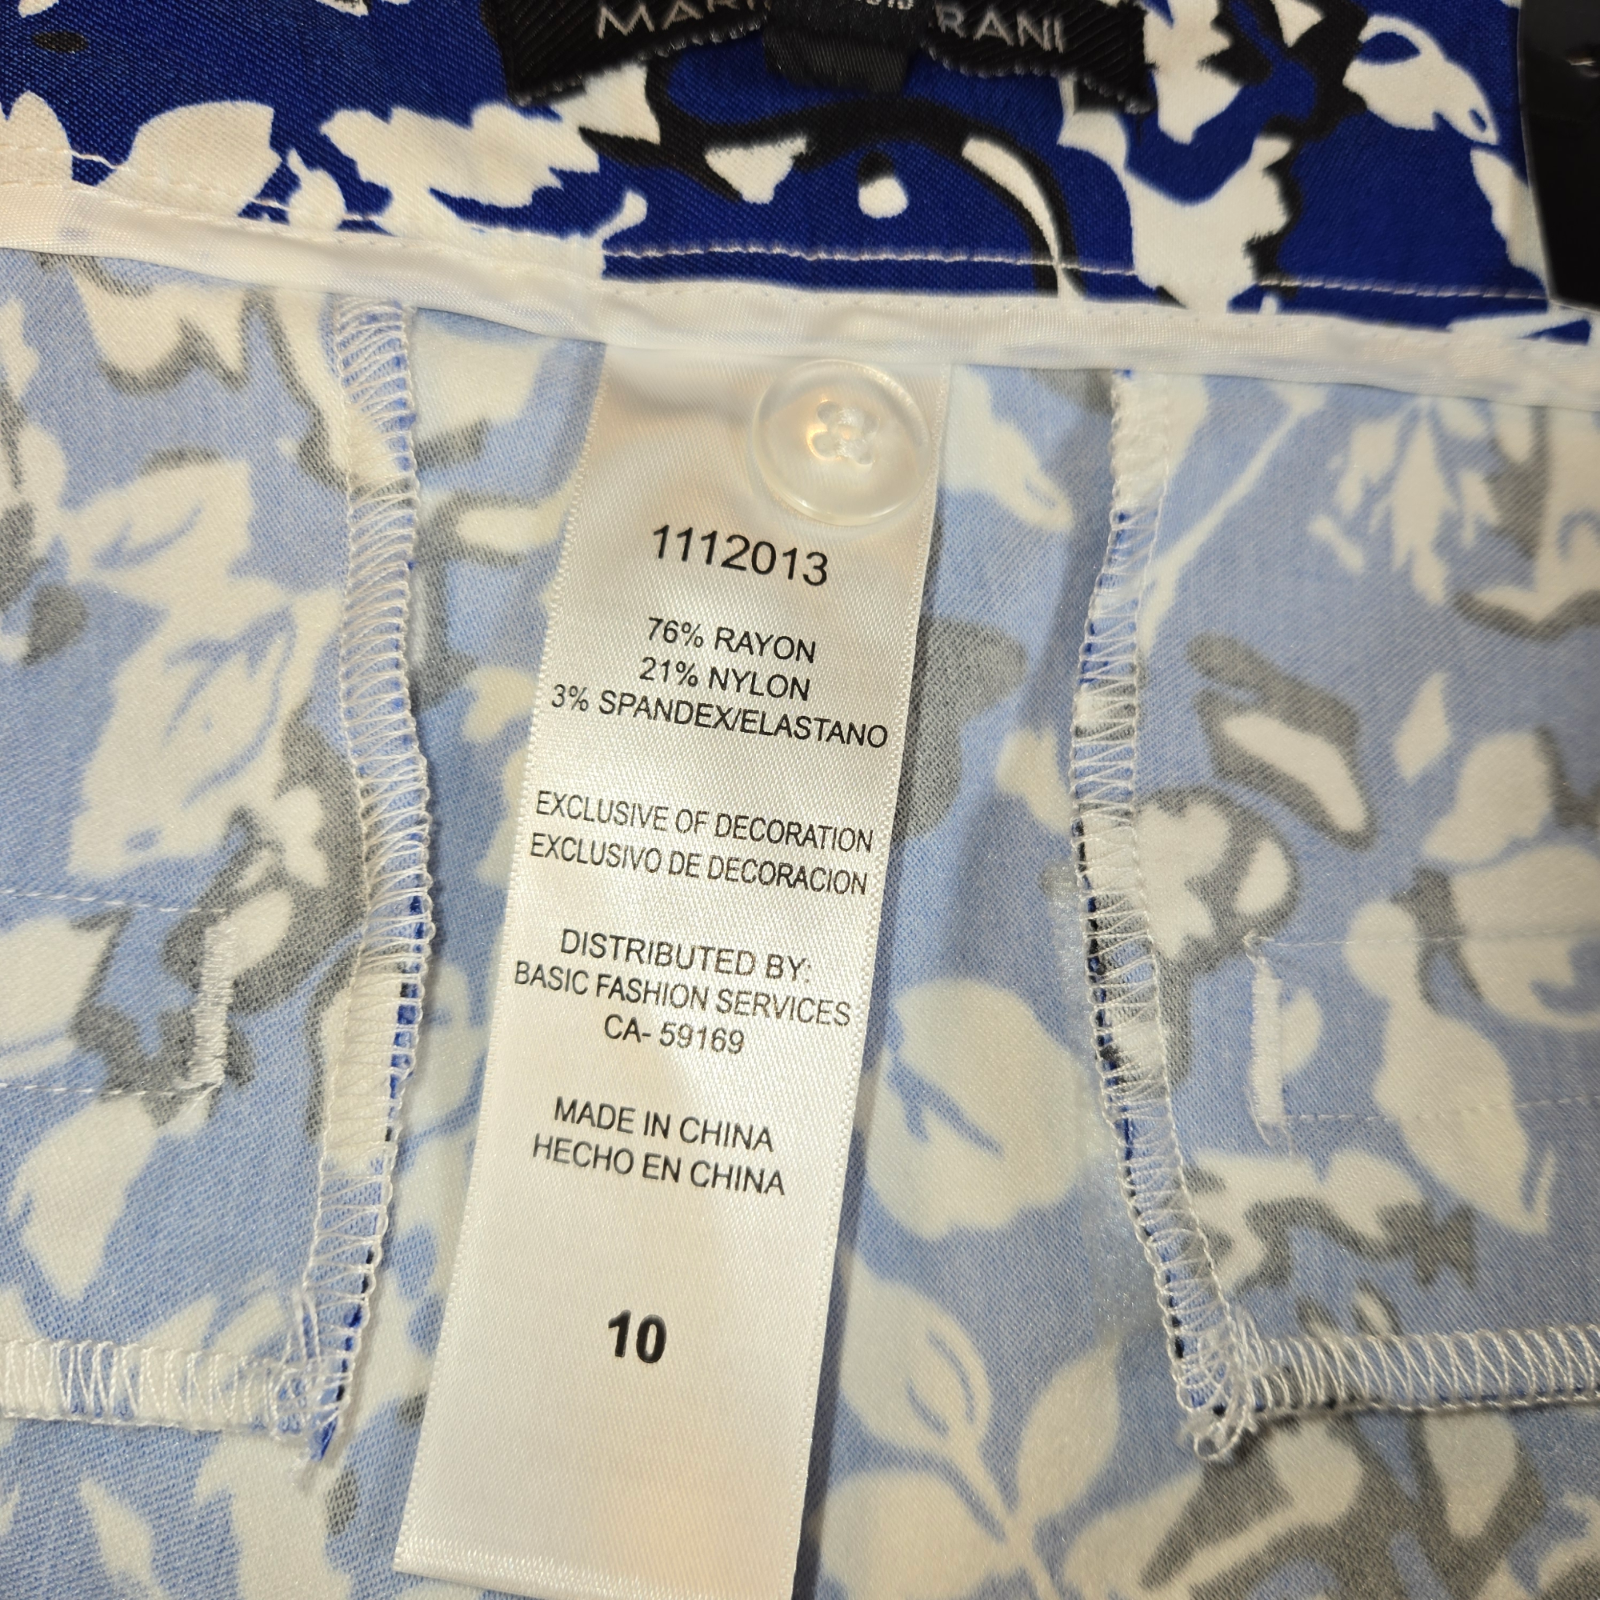 1112013
76% RAYON
21% NYLON
3% SPANDEX/ELASTANO
EXCLUSIVE OF DECORATION
EXCLUSIVO DE DECORACION
DISTRIBUTED BY:
BASIC FASHION SERVICES
CA- 59169
MADE IN CHINA
HECHO EN CHINA
10